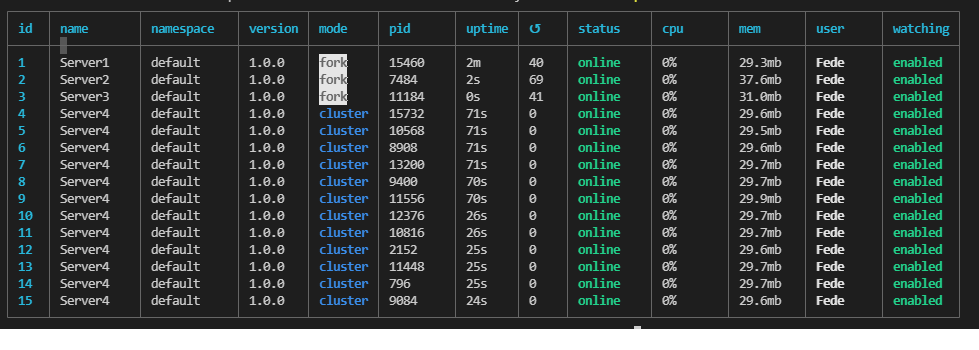 id name namespace version mode pid uptime ↺ status cpu mem user watching
1 Server1 default 1.0.0 fork 15460 2m 40 online 0% 29.3mb Fede enabled
2 Server2 default 1.0.0 fork 7484 2s 69 online 0% 37.6mb Fede enabled
3 Server3 default 1.0.0 fork 11184 0s 41 online 0% 31.0mb Fede enabled
4 Server4 default 1.0.0 cluster 15732 71s 0 online 0% 29.6mb Fede enabled
5 Server4 default 1.0.0 cluster 10568 71s 0 online 0% 29.5mb Fede enabled
6 Server4 default 1.0.0 cluster 8908 71s 0 online 0% 29.6mb Fede enabled
7 Server4 default 1.0.0 cluster 13200 71s 0 online 0% 29.7mb Fede enabled
8 Server4 default 1.0.0 cluster 9400 70s 0 online 0% 29.7mb Fede enabled
9 Server4 default 1.0.0 cluster 11556 70s 0 online 0% 29.9mb Fede enabled
10 Server4 default 1.0.0 cluster 12376 26s 0 online 0% 29.7mb Fede enabled
11 Server4 default 1.0.0 cluster 10816 26s 0 online 0% 29.7mb Fede enabled
12 Server4 default 1.0.0 cluster 2152 25s 0 online 0% 29.6mb Fede enabled
13 Server4 default 1.0.0 cluster 11448 25s 0 online 0% 29.7mb Fede enabled
14 Server4 default 1.0.0 cluster 796 25s 0 online 0% 29.7mb Fede enabled
15 Server4 default 1.0.0 cluster 9084 24s 0 online 0% 29.6mb Fede enabled